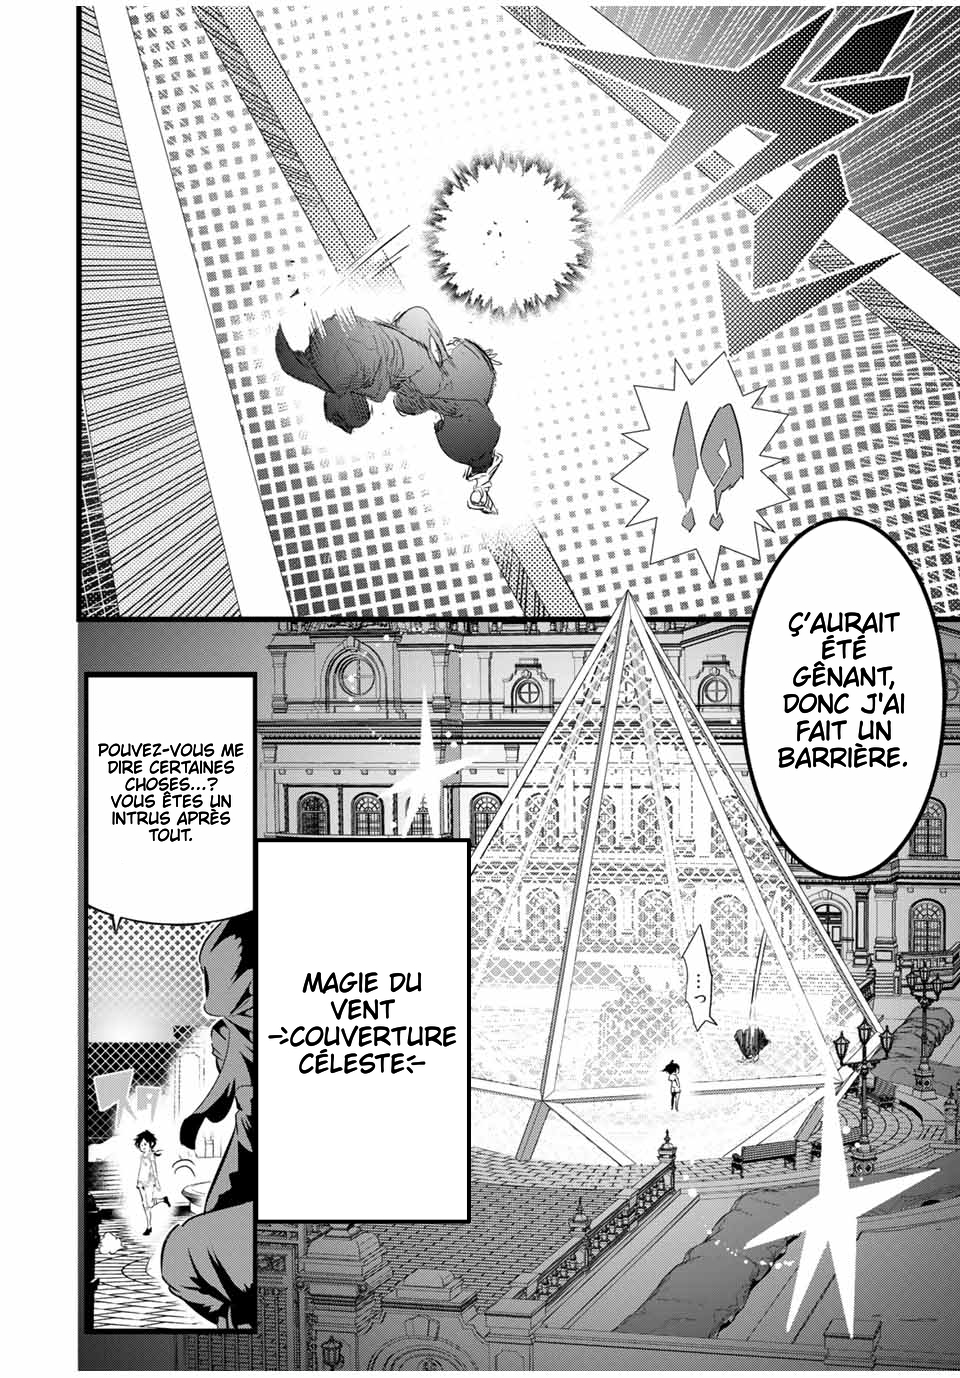 !?
Ç'AURAIT
ÉTÉ
GÊNANT,
DONC J'AI
FAIT UN
BARRIÈRE.
…っ
MAGIE DU
VENT
-COUVERTURE
CÉLESTE-
POUVEZ-VOUS ME
DIRE CERTAINES
CHOSES...?
VOUS ÊTES UN
INTRUS APRÈS
TOUT.